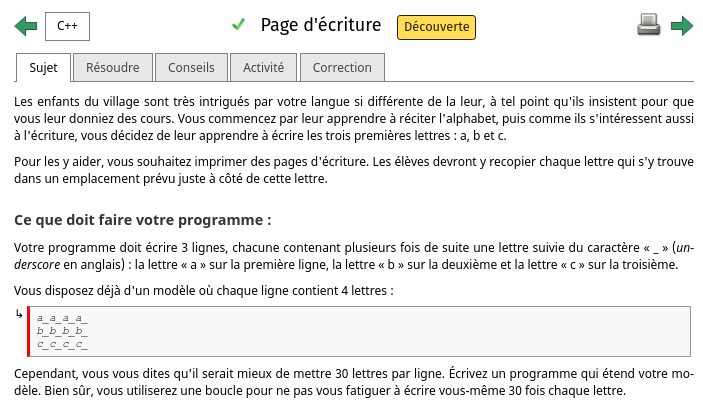 C++
Page d'écriture
Découverte
Sujet
Résoudre
Conseils
Activité
Correction
Les enfants du village sont très intrigués par votre langue si différente de la leur, à tel point qu'ils insistent pour que
vous leur donniez des cours. Vous commencez par leur apprendre à réciter l'alphabet, puis comme ils s'intéressent aussi
à l'écriture, vous décidez de leur apprendre à écrire les trois premières lettres : a, b et c.
Pour les y aider, vous souhaitez imprimer des pages d'écriture. Les élèves devront y recopier chaque lettre qui s'y trouve
dans un emplacement prévu juste à côté de cette lettre.
Ce que doit faire votre programme :
Votre programme doit écrire 3 lignes, chacune contenant plusieurs fois de suite une lettre suivie du caractère « _ » (un-
derscore en anglais) : la lettre « a » sur la première ligne, la lettre « b » sur la deuxième et la lettre « c » sur la troisième.
Vous disposez déjà d'un modèle où chaque ligne contient 4 lettres :
↳
a_a_a_a_
b_b_b_b_
c_c_c_c_
Cependant, vous vous dites qu'il serait mieux de mettre 30 lettres par ligne. Écrivez un programme qui étend votre mo-
dèle. Bien sûr, vous utiliserez une boucle pour ne pas vous fatiguer à écrire vous-même 30 fois chaque lettre.